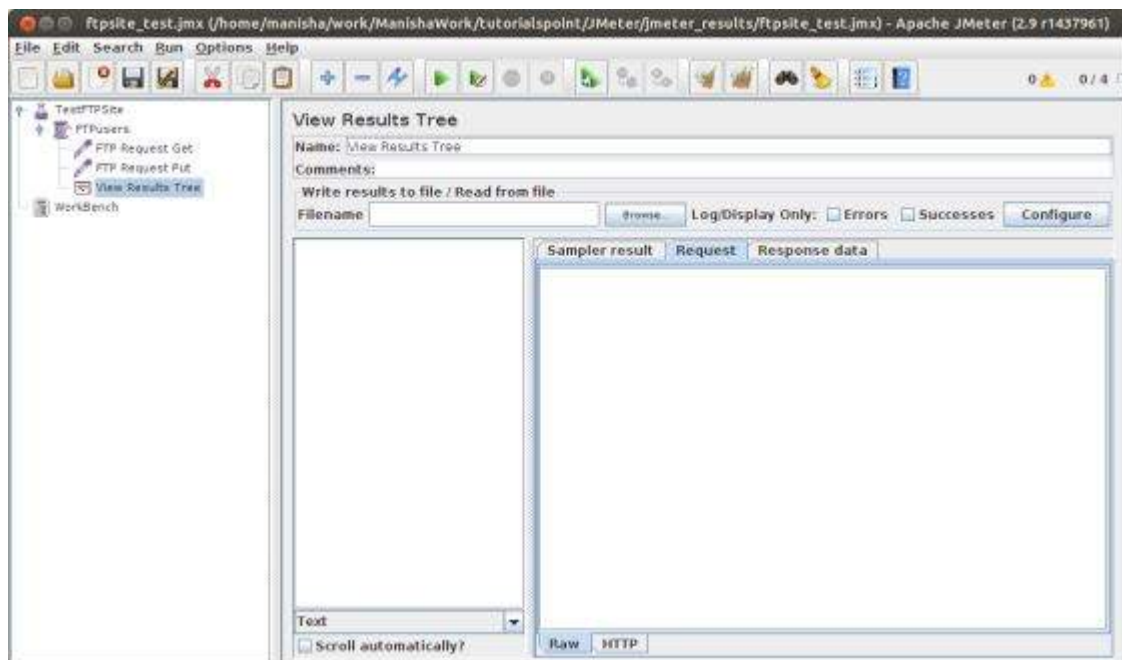 ftpsite_test.jmx (/home/manisha/work/ManishaWork/tutorialspoint/JMeter/jmeter_results/ftpsite_test.jmx) - Apache JMeter (2.9 r1437961)
File Edit Search Run Options Help
0 0 / 4
TestFTPSite
FTPusers
FTP Request Get
FTP Request Put
View Results Tree
WorkBench
View Results Tree
Name: View Results Tree
Comments:
Write results to file / Read from file
Filename Browse... Log/Display Only: Errors Successes Configure
Sampler result Request Response data
Text
Scroll automatically?
Raw HTTP